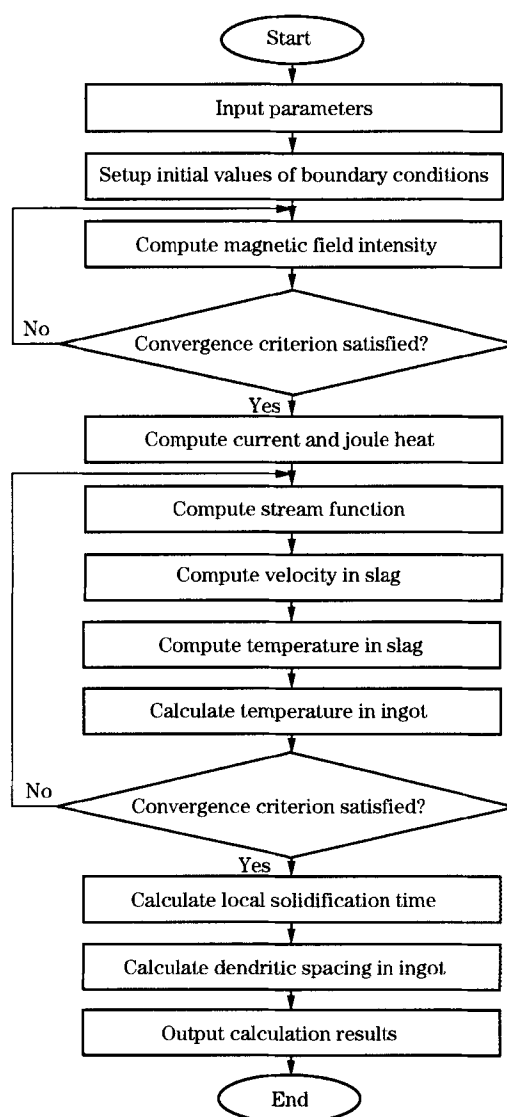 Start
Input parameters
Setup initial values of boundary conditions
Compute magnetic field intensity
No
Convergence criterion satisfied?
Yes
Compute current and joule heat
Compute stream function
Compute velocity in slag
Compute temperature in slag
Calculate temperature in ingot
No
Convergence criterion satisfied?
Yes
Calculate local solidification time
Calculate dendritic spacing in ingot
Output calculation results
End